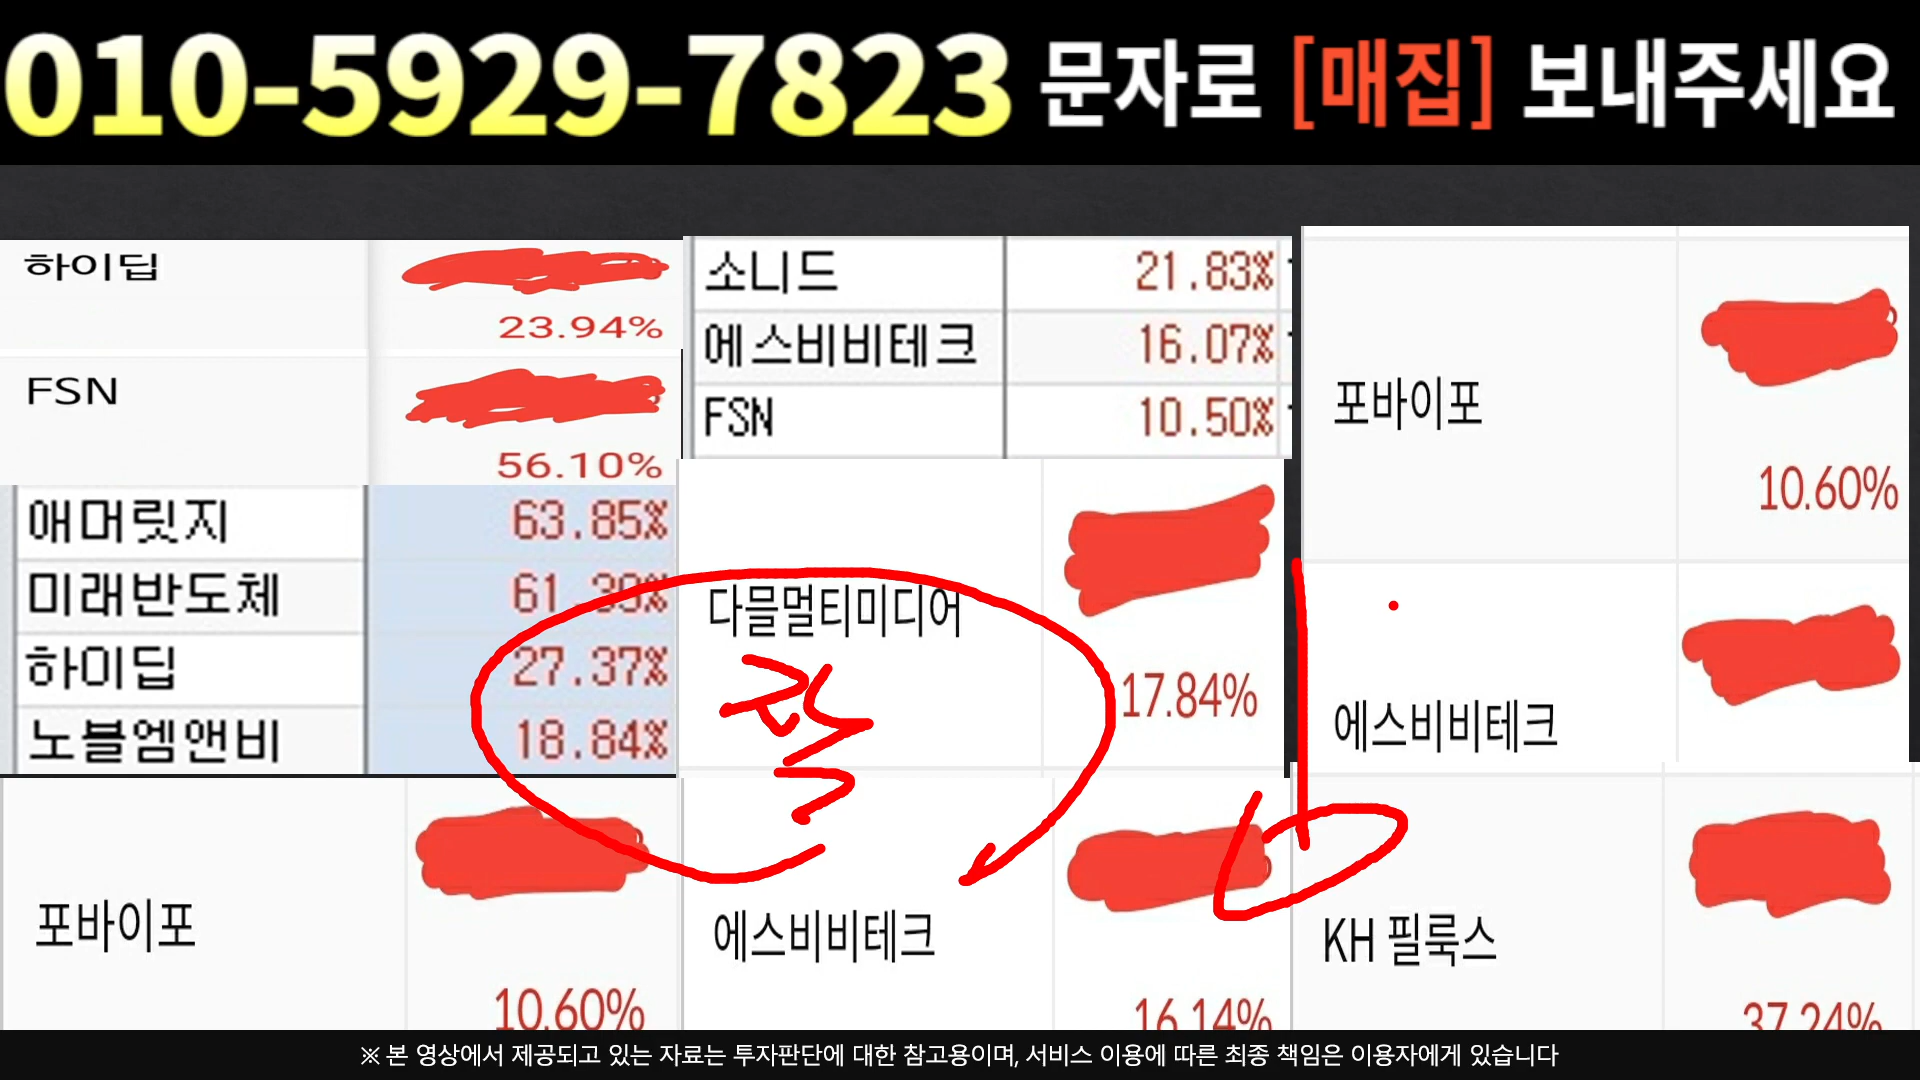 010-5929-7823 문자로 [매집] 보내주세요
하이딥
23.94%
FSN
56.10%
소니드 21.83%
에스비비테크 16.07%
FSN 10.50%
포바이포
10.60%
에스비비테크
애머릿지 63.85%
미래반도체 61.39%
하이딥 27.37%
노블엠앤비 18.84%
다믈멀티미디어
17.84%
포바이포
10.60%
에스비비테크
16.14%
KH 필룩스
37.24%
※ 본 영상에서 제공되고 있는 자료는 투자판단에 대한 참고용이며, 서비스 이용에 따른 최종 책임은 이용자에게 있습니다